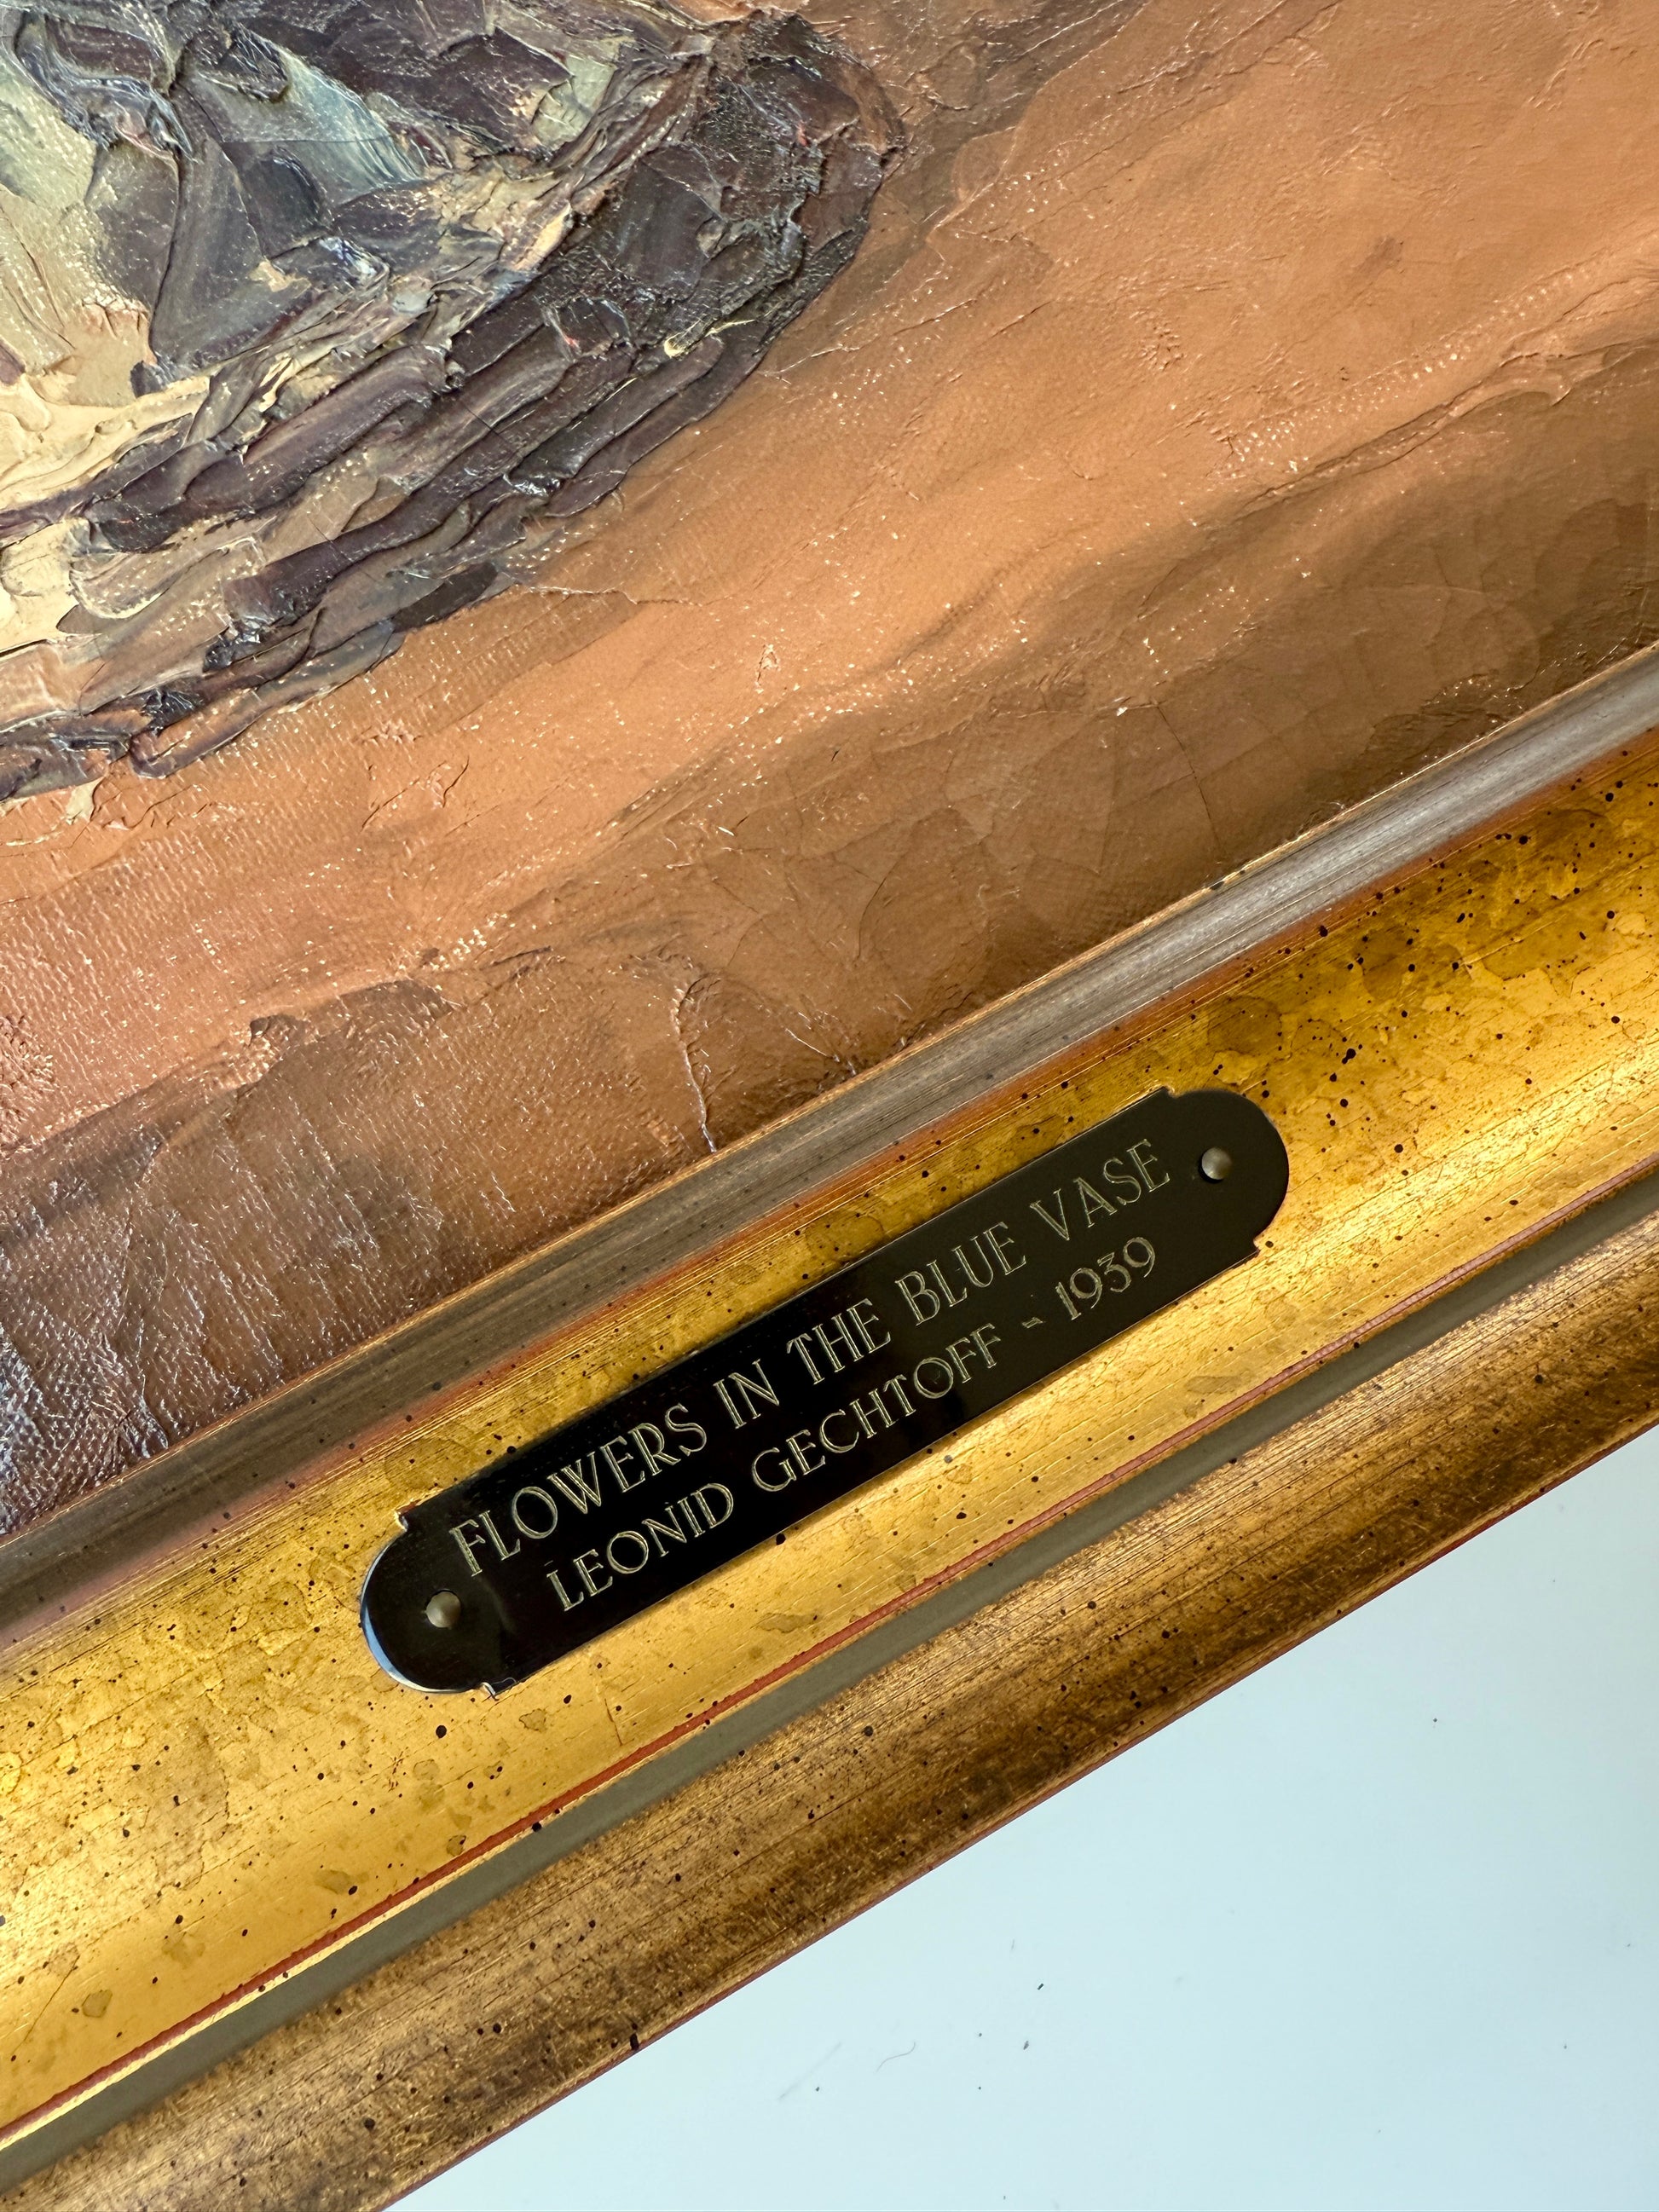 FLOWERS IN THE BLUE VASE
LEONID GECHTOFF - 1939